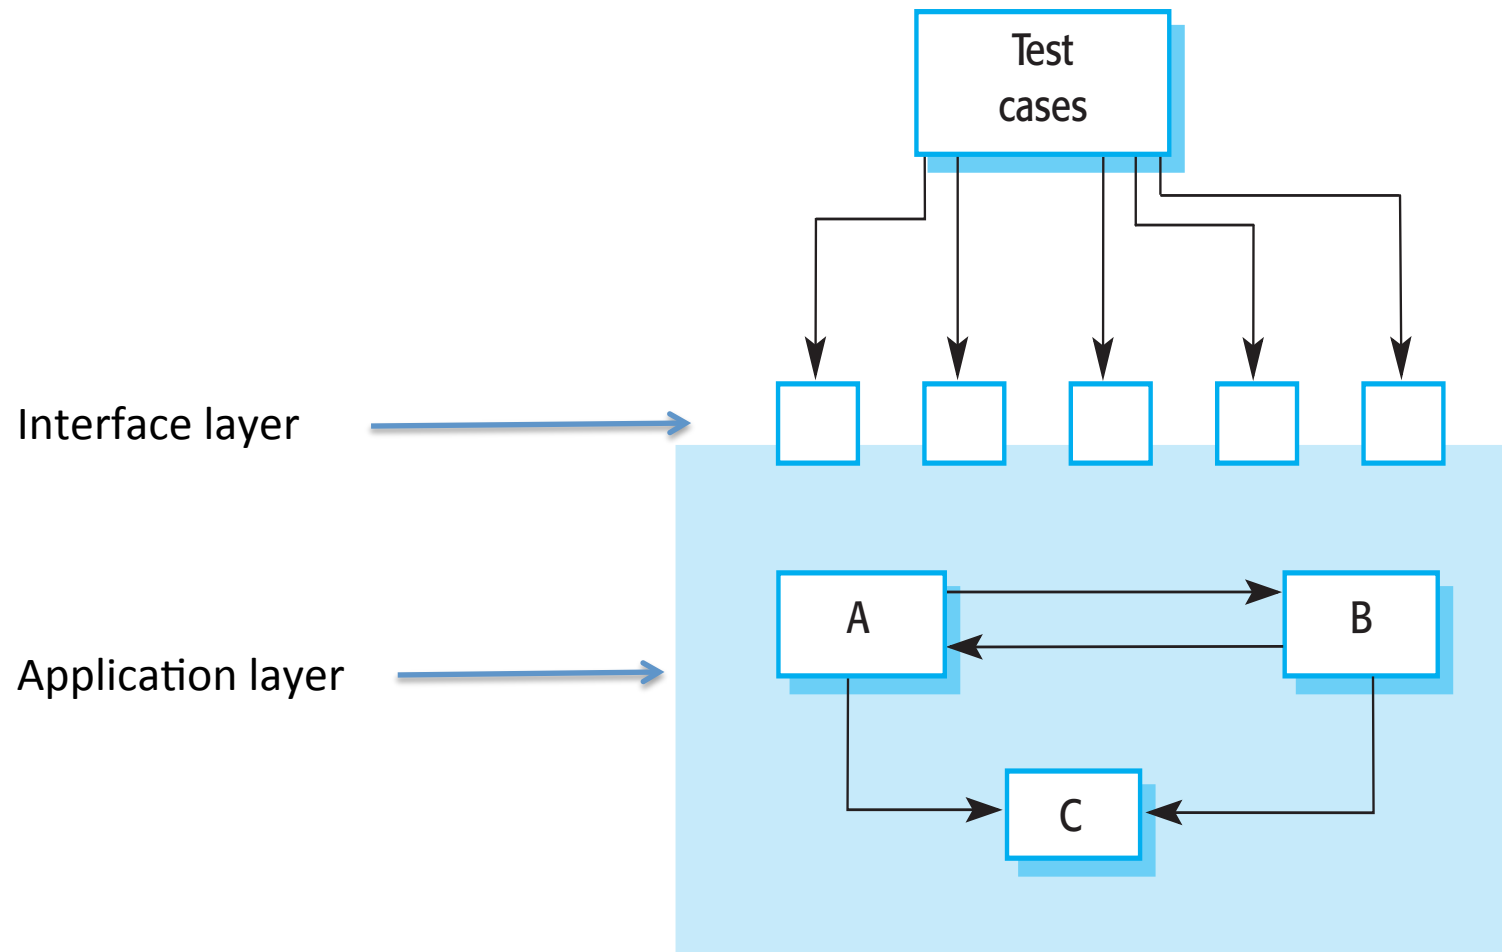 Test
cases
Interface layer
A
B
Application layer
C